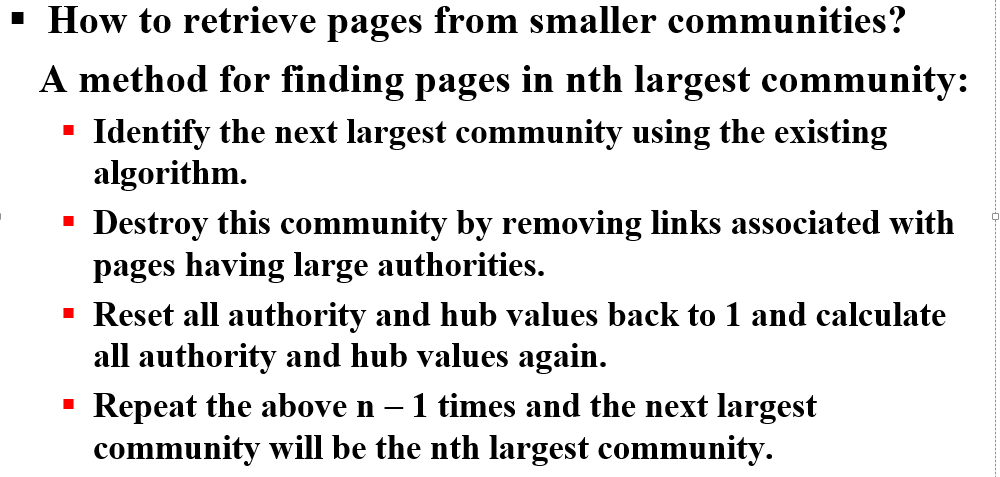 ▪ How to retrieve pages from smaller communities?
A method for finding pages in nth largest community:
▪ Identify the next largest community using the existing
algorithm.
▪ Destroy this community by removing links associated with
pages having large authorities.
▪ Reset all authority and hub values back to 1 and calculate
all authority and hub values again.
▪ Repeat the above n – 1 times and the next largest
community will be the nth largest community.